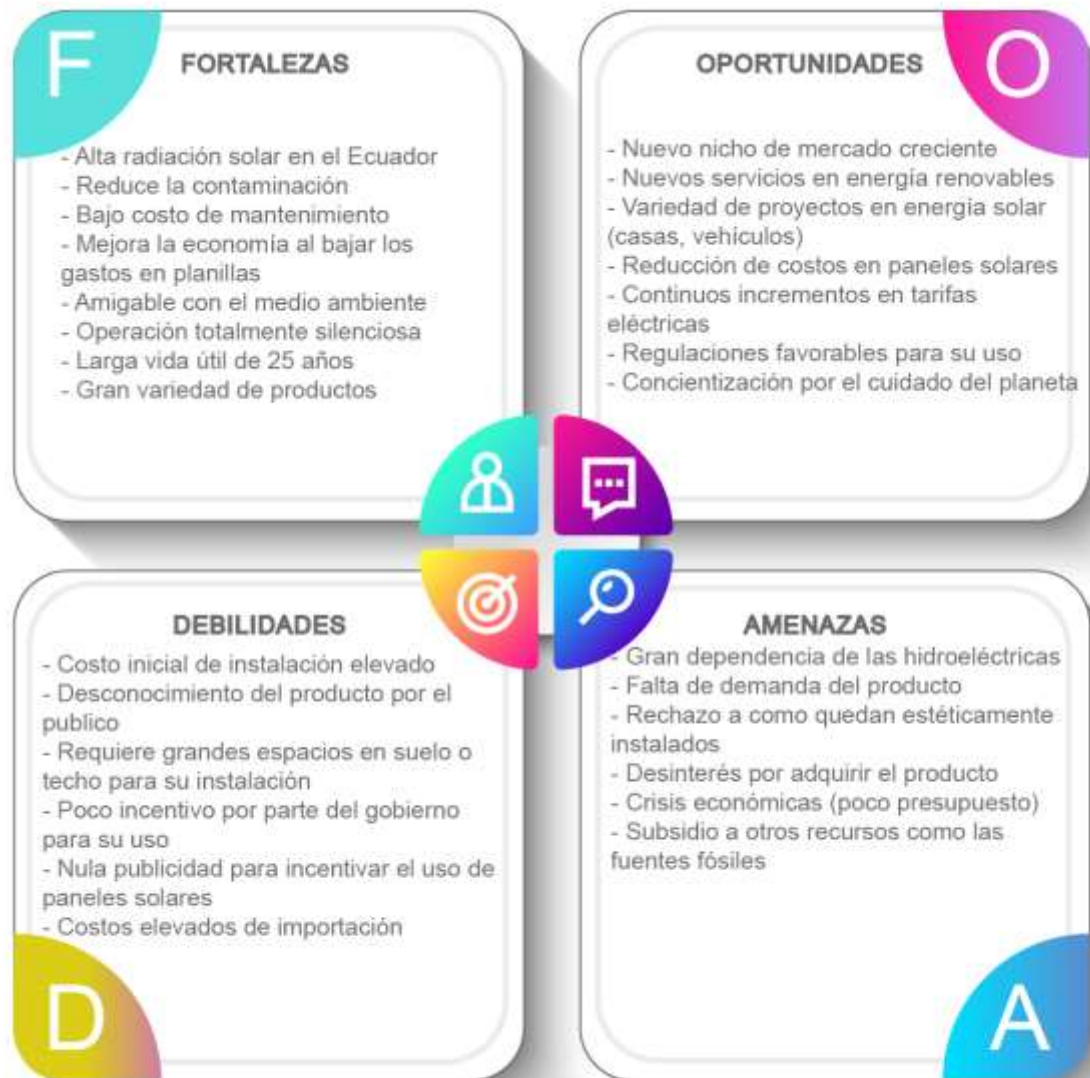 F
FORTALEZAS
- Alta radiación solar en el Ecuador
- Reduce la contaminación
- Bajo costo de mantenimiento
- Mejora la economía al bajar los
gastos en planillas
- Amigable con el medio ambiente
- Operación totalmente silenciosa
- Larga vida útil de 25 años
- Gran variedad de productos
O
OPORTUNIDADES
- Nuevo nicho de mercado creciente
- Nuevos servicios en energía renovables
- Variedad de proyectos en energía solar
(casas, vehículos)
- Reducción de costos en paneles solares
- Continuos incrementos en tarifas
eléctricas
- Regulaciones favorables para su uso
- Concientización por el cuidado del planeta
DEBILIDADES
- Costo inicial de instalación elevado
- Desconocimiento del producto por el
publico
- Requiere grandes espacios en suelo o
techo para su instalación
- Poco incentivo por parte del gobierno
para su uso
- Nula publicidad para incentivar el uso de
paneles solares
- Costos elevados de importación
D
AMENAZAS
- Gran dependencia de las hidroeléctricas
- Falta de demanda del producto
- Rechazo a como quedan estéticamente
instalados
- Desinterés por adquirir el producto
- Crisis económicas (poco presupuesto)
- Subsidio a otros recursos como las
fuentes fósiles
A